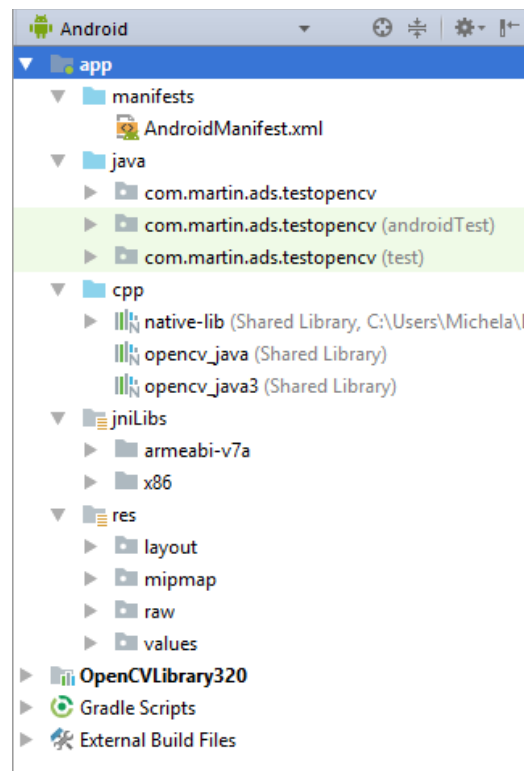 Android
app
manifests
AndroidManifest.xml
java
com.martin.ads.testopencv
com.martin.ads.testopencv (androidTest)
com.martin.ads.testopencv (test)
cpp
native-lib (Shared Library, C:\Users\Michela\
opencv_java (Shared Library)
opencv_java3 (Shared Library)
jniLibs
armeabi-v7a
x86
res
layout
mipmap
raw
values
OpenCVLibrary320
Gradle Scripts
External Build Files